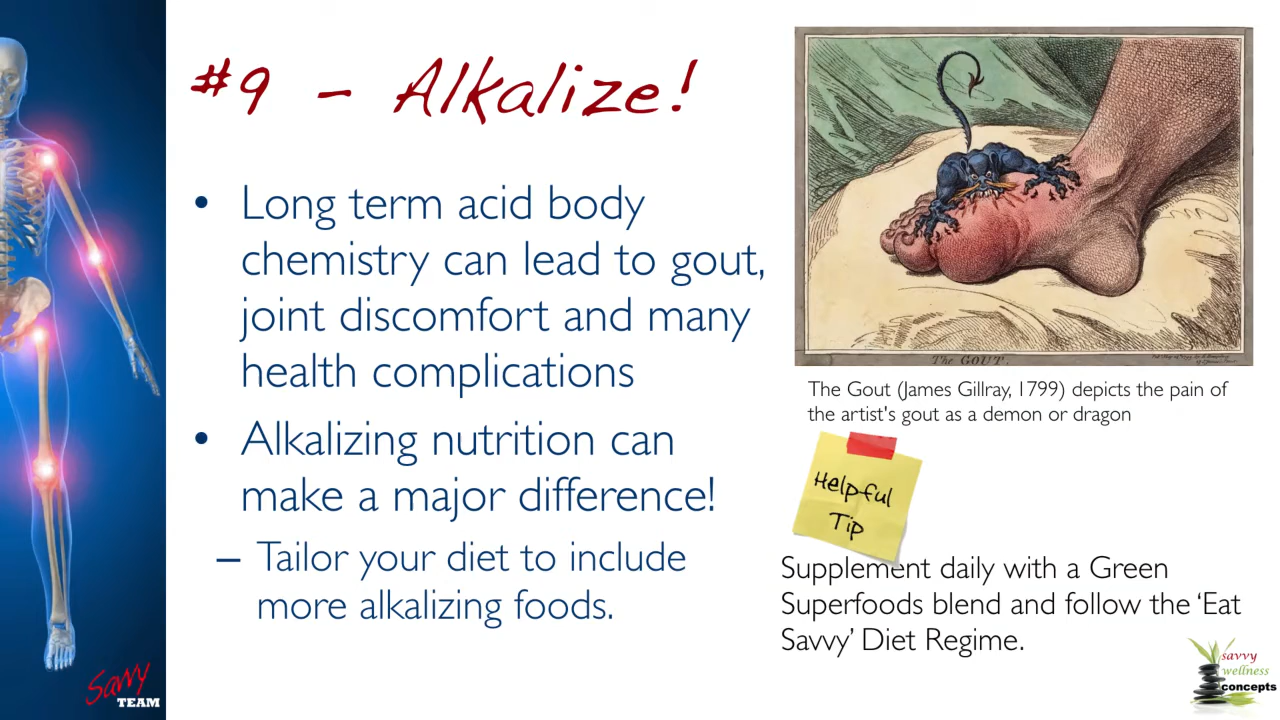 #9 - Alkalize!
• Long term acid body
chemistry can lead to gout,
joint discomfort and many
health complications
• Alkalizing nutrition can
make a major difference!
– Tailor your diet to include
more alkalizing foods.
The GOUT.
The Gout (James Gillray, 1799) depicts the pain of
the artist's gout as a demon or dragon
Helpful
Tip
Supplement daily with a Green
Superfoods blend and follow the ‘Eat
Savvy’ Diet Regime.
Savvy
TEAM
savvy
wellness
concepts